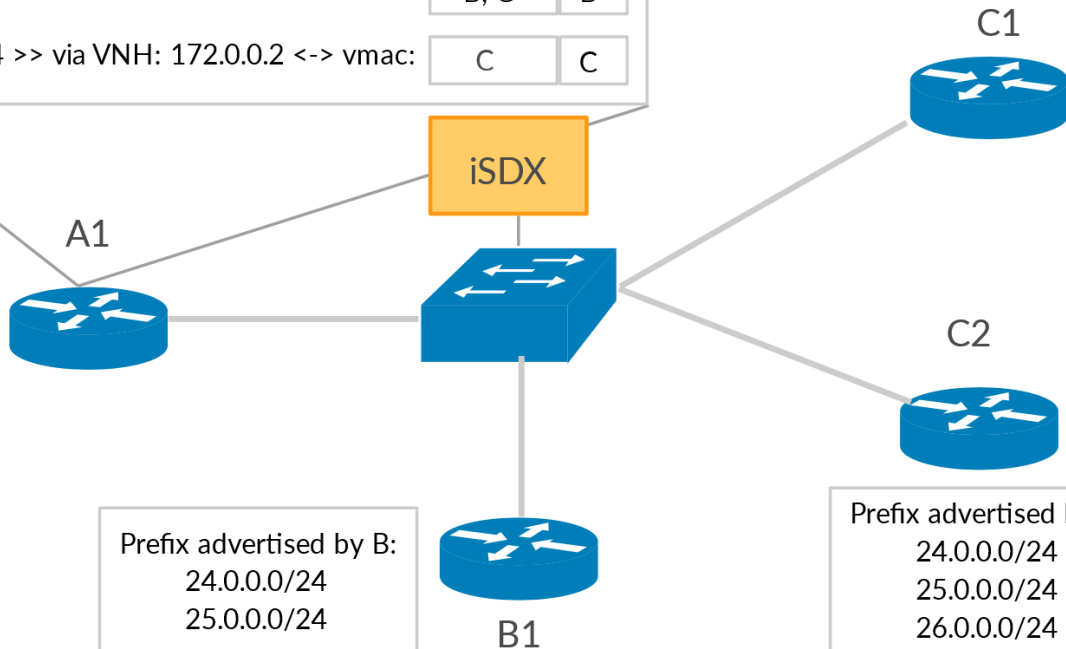 >> via VNH: 172.0.0.2 <-> vmac:
C
C
C1
iSDX
A1
C2
Prefix advertised by B:
24.0.0.0/24
25.0.0.0/24
B1
Prefix advertised
24.0.0.0/24
25.0.0.0/24
26.0.0.0/24